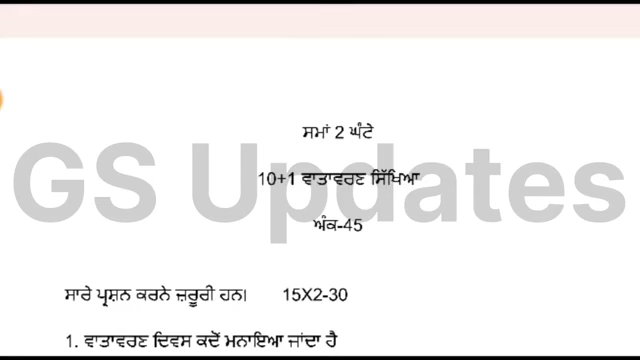 ਸਮਾਂ 2 ਘੰਟੇ
GS Updates
10+1 ਵਾਤਾਵਰਣ ਸਿੱਖਿਆ
ਅੰਕ-45
ਸਾਰੇ ਪ੍ਰਸ਼ਨ ਕਰਨੇ ਜ਼ਰੂਰੀ ਹਨ। 15X2-30
1. ਵਾਤਾਵਰਣ ਦਿਵਸ ਕਦੋਂ ਮਨਾਇਆ ਜਾਂਦਾ ਹੈ